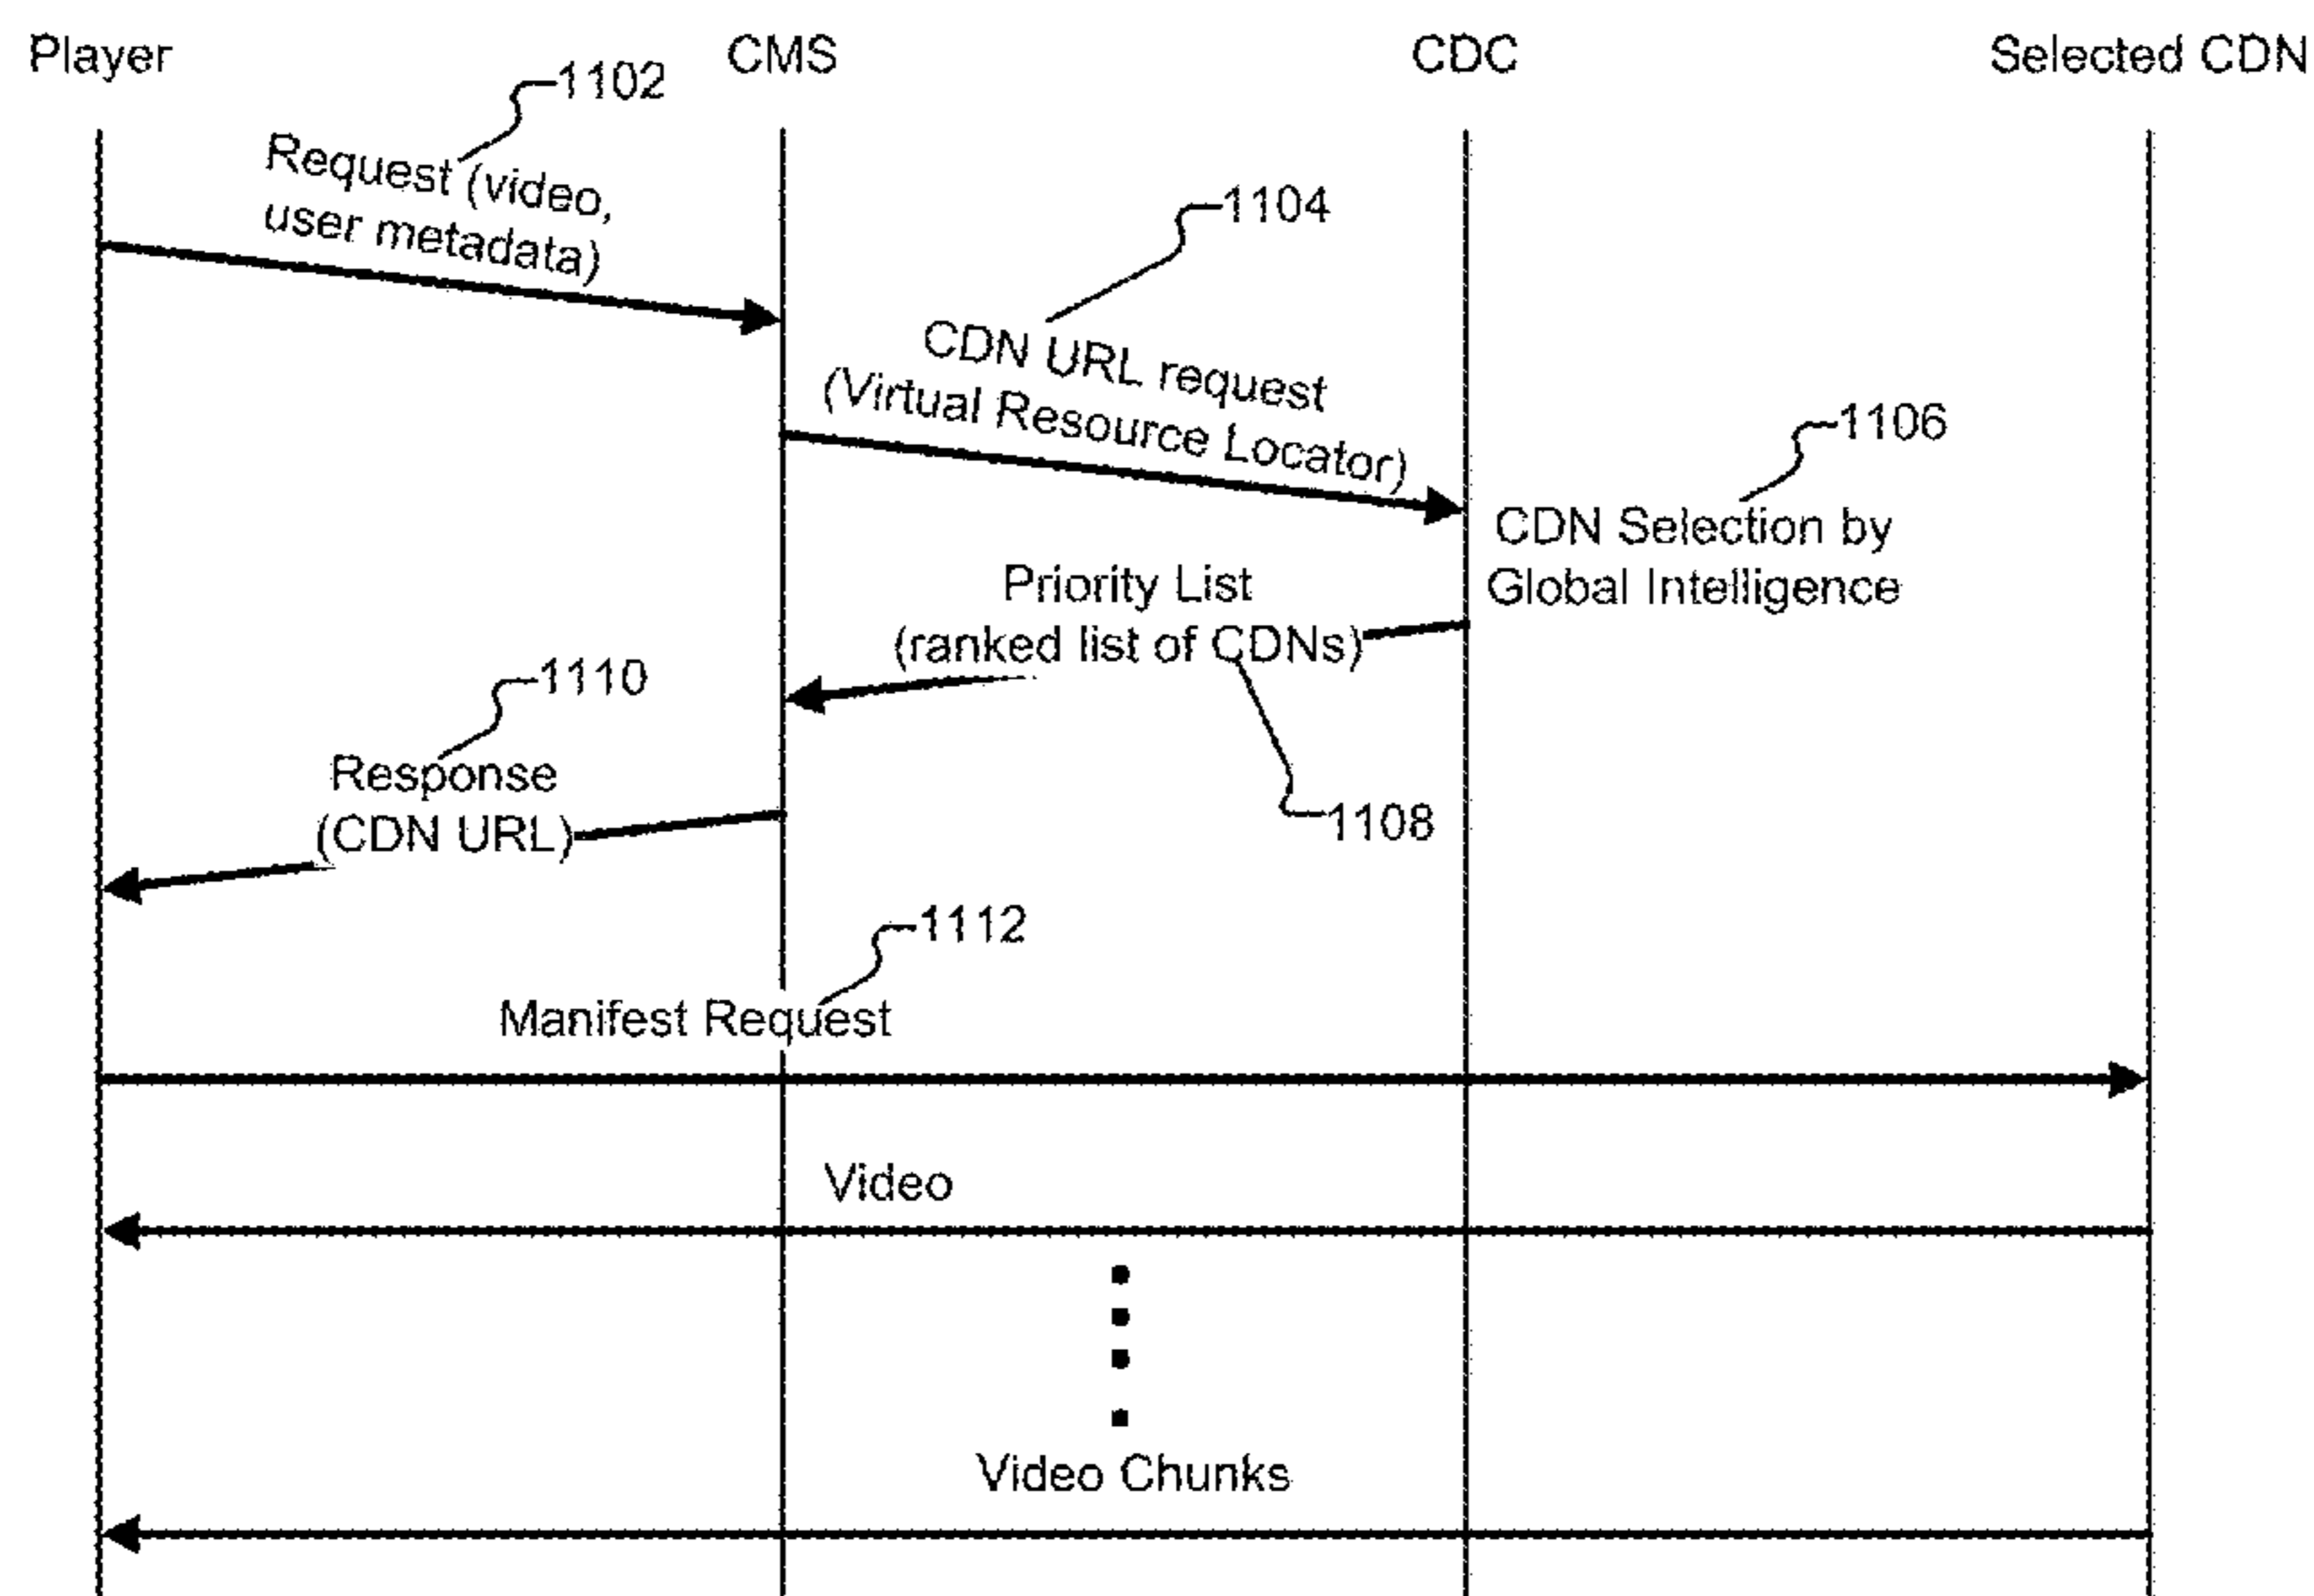 Player
CMS
CDC
Selected CDN
1102
Request (video,
user metadata)
1104
CDN URL request
(Virtual Resource Locator)
1106
CDN Selection by
Global Intelligence
Priority List
(ranked list of CDNs)
1108
1110
Response
(CDN URL)
1112
Manifest Request
Video
Video Chunks